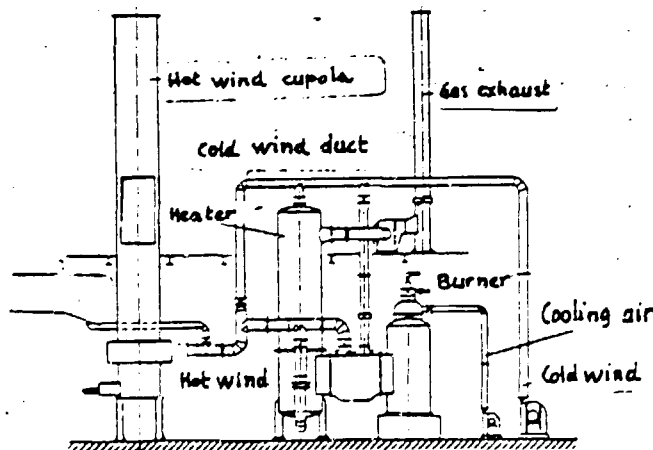 Hot wind cupola
Gas exhaust
Cold wind duct
Heater
Burner
Cooling air
Hot wind
Cold wind